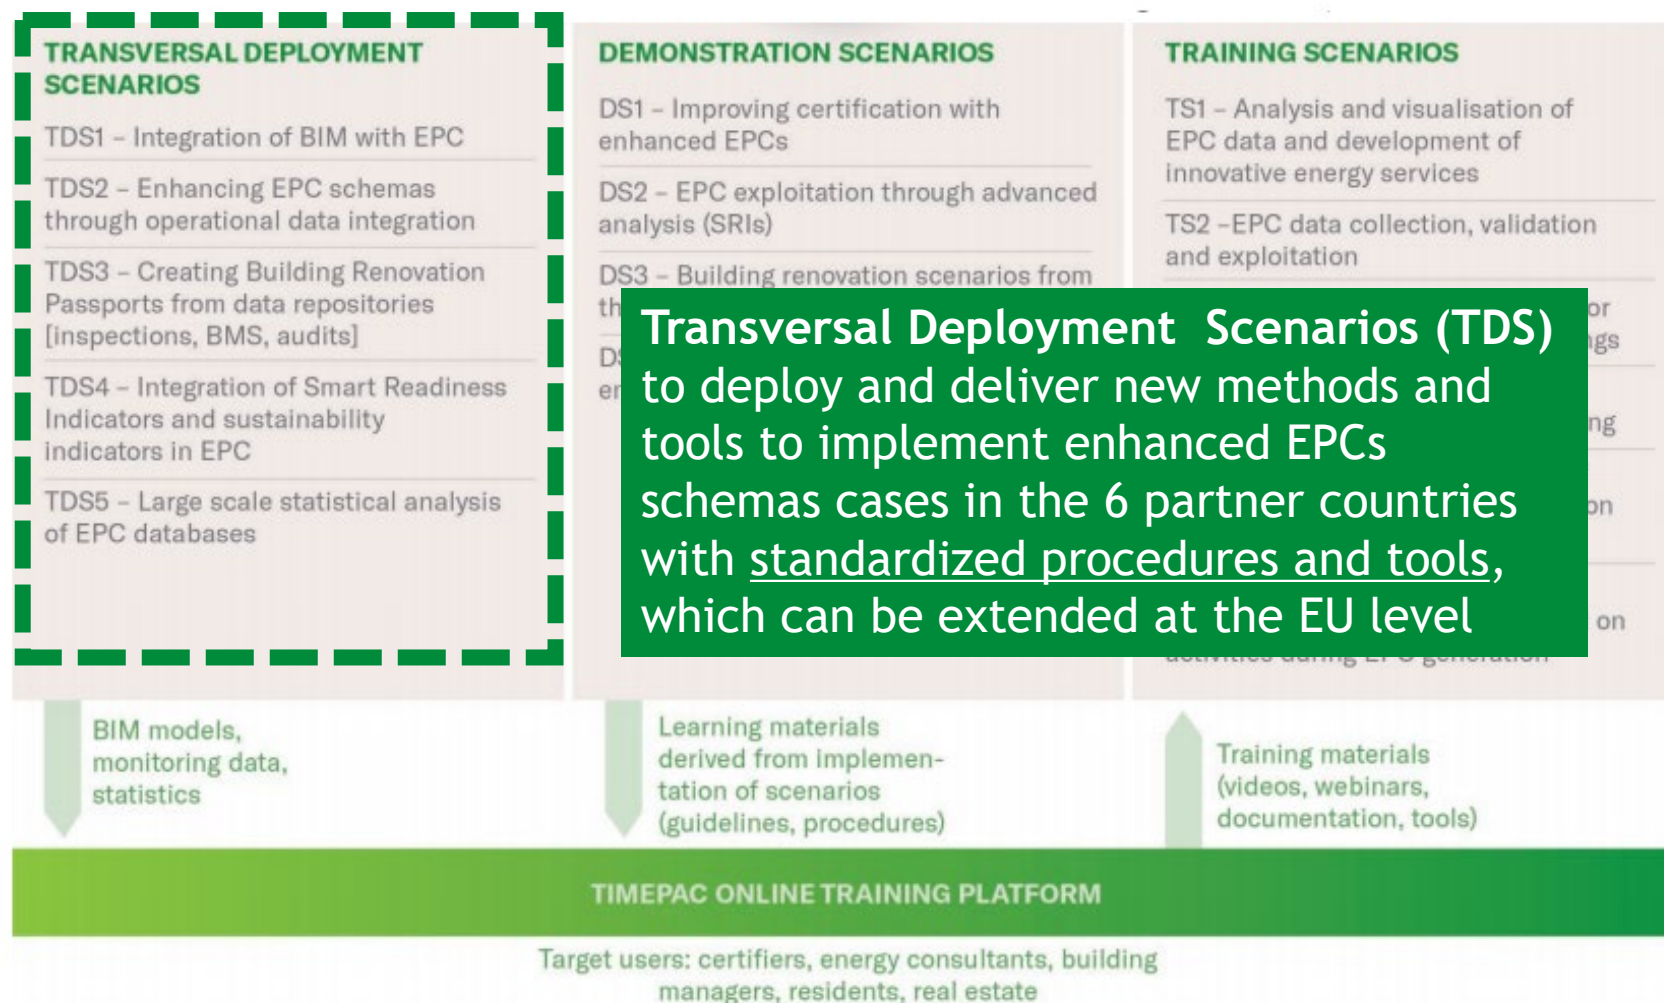 TRANSVERSAL DEPLOYMENT
SCENARIOS
TDS1 – Integration of BIM with EPC
TDS2 – Enhancing EPC schemas
through operational data integration
TDS3 – Creating Building Renovation
Passports from data repositories
[inspections, BMS, audits]
TDS4 – Integration of Smart Readiness
Indicators and sustainability
indicators in EPC
TDS5 – Large scale statistical analysis
of EPC databases
DEMONSTRATION SCENARIOS
DS1 – Improving certification with
enhanced EPCs
DS2 – EPC exploitation through advanced
analysis (SRIs)
DS3 – Building renovation scenarios from
TRAINING SCENARIOS
TS1 – Analysis and visualisation of
EPC data and development of
innovative energy services
TS2 –EPC data collection, validation
and exploitation
on
Transversal Deployment  Scenarios (TDS)
to deploy and deliver new methods and
tools to implement enhanced EPCs
schemas cases in the 6 partner countries
with standardized procedures and tools,
which can be extended at the EU level
BIM models,
monitoring data,
statistics
Learning materials
derived from implemen-
tation of scenarios
(guidelines, procedures)
Training materials
(videos, webinars,
documentation, tools)
TIMEPAC ONLINE TRAINING PLATFORM
Target users: certifiers, energy consultants, building
managers, residents, real estate